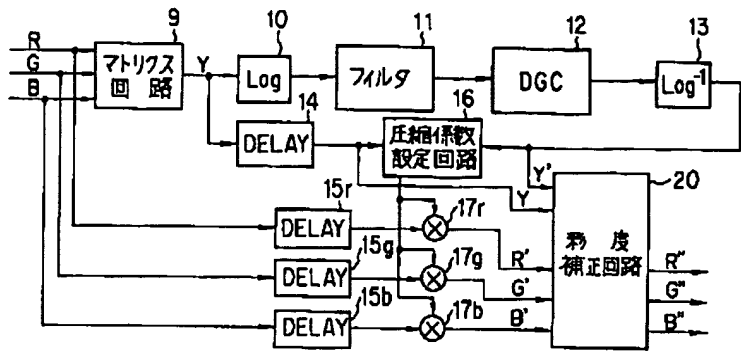 9
10
11
12
13
R
G
B
マトリクス
回路
Y
Log
フィルタ
DGC
Log⁻¹
14
DELAY
16
圧縮係数
設定回路
Y'
Y
20
15r
DELAY
17r
R'
15g
DELAY
17g
G'
15b
DELAY
17b
B'
彩度
補正回路
R"
G"
B"